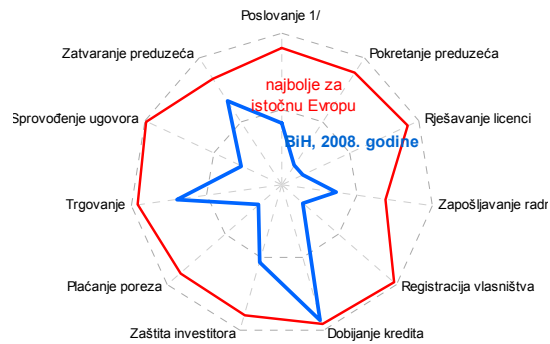 Poslovanje 1/
Zatvaranje preduzeća
Pokretanje preduzeća
najbolje za
istočnu Evropu
Sprovođenje ugovora
Rješavanje licenci
BiH, 2008. godine
Trgovanje
Zapošljavanje radn
Plaćanje poreza
Registracija vlasništva
Zaštita investitora
Dobijanje kredita